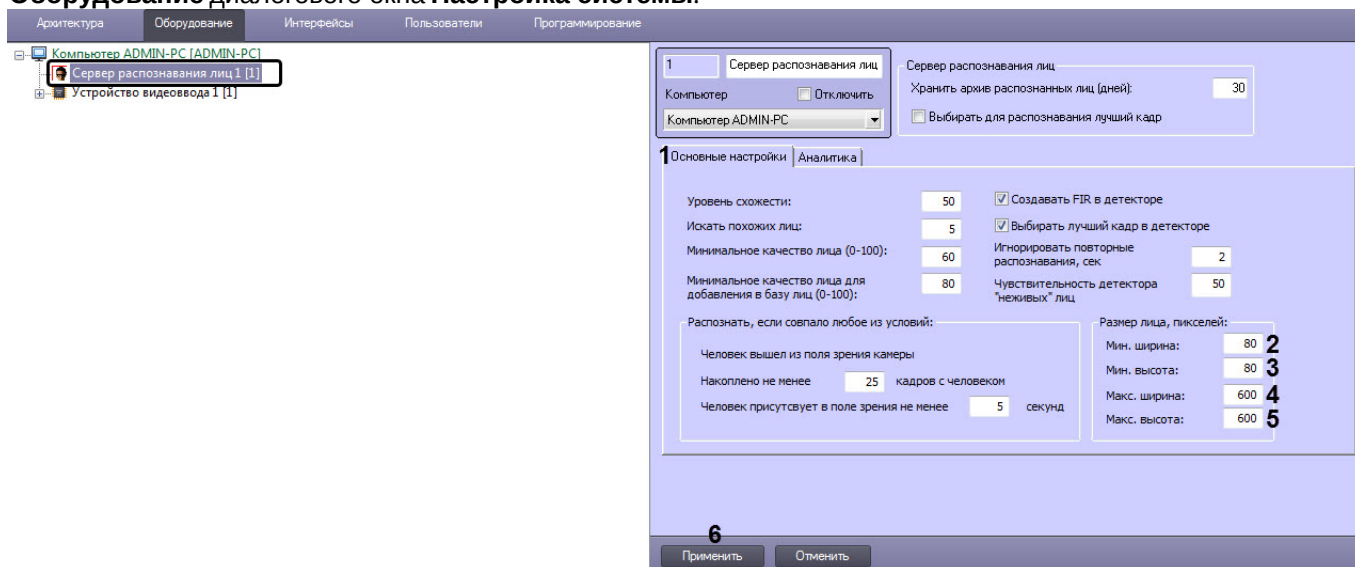 Оборудование диалогового окна Настройка системы.
Архитектура Оборудование Интерфейсы Пользователи Программирование
Компьютер ADMIN-PC [ADMIN-PC]
Сервер распознавания лиц 1 [1]
Устройство видеоввода 1 [1]
1 Сервер распознавания лиц
Компьютер Отключить
Компьютер ADMIN-PC
Сервер распознавания лиц
Хранить архив распознанных лиц (дней): 30
Выбирать для распознавания лучший кадр
1 Основные настройки Аналитика
Уровень схожести: 50
Искать похожих лиц: 5
Минимальное качество лица (0-100): 60
Минимальное качество лица для
добавления в базу лиц (0-100): 80
Создавать FIR в детекторе
Выбирать лучший кадр в детекторе
Игнорировать повторные
распознавания, сек 2
Чувствительность детектора 50
"неживых" лиц
Распознать, если совпало любое из условий:
Человек вышел из поля зрения камеры
Накоплено не менее 25 кадров с человеком
Человек присутсвует в поле зрения не менее 5 секунд
Размер лица, пикселей:
Мин. ширина: 80 2
Мин. высота: 80 3
Макс. ширина: 600 4
Макс. высота: 600 5
6
Применить Отменить